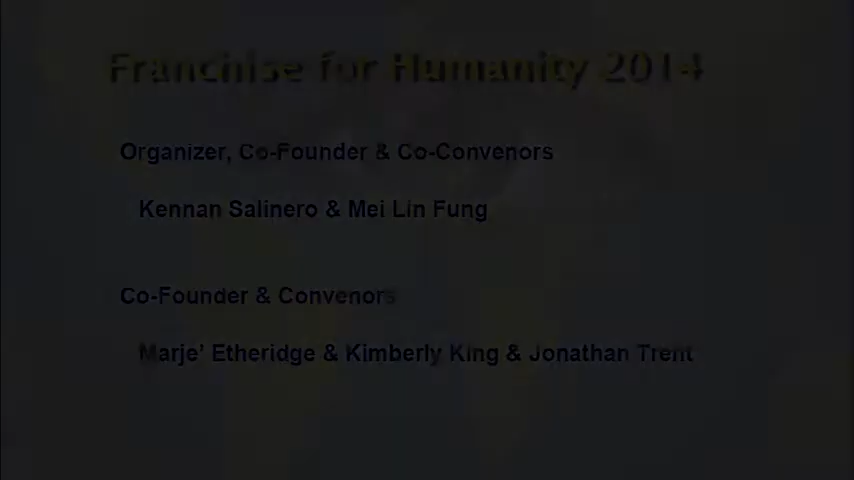 Franchise for Humanity 2014
Organizer, Co-Founder & Co-Convenors
Kennan Salinero & Mei Lin Fung
Co-Founder & Convenors
Marje’ Etheridge & Kimberly King & Jonathan Trent